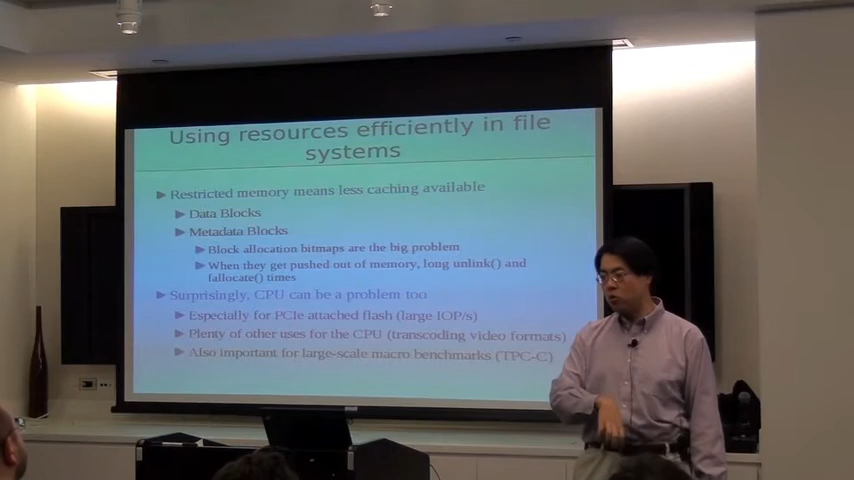 Using resources efficiently in file
systems
Restricted memory means less caching available
Data Blocks
Metadata Blocks
Block allocation bitmaps are the big problem
When they get pushed out of memory, long unlink() and
fallocate() times
Surprisingly, CPU can be a problem too
Especially for PCIe attached flash (large IOP/s)
Plenty of other uses for the CPU (transcoding video formats)
Also important for large-scale macro benchmarks (TPC-C)